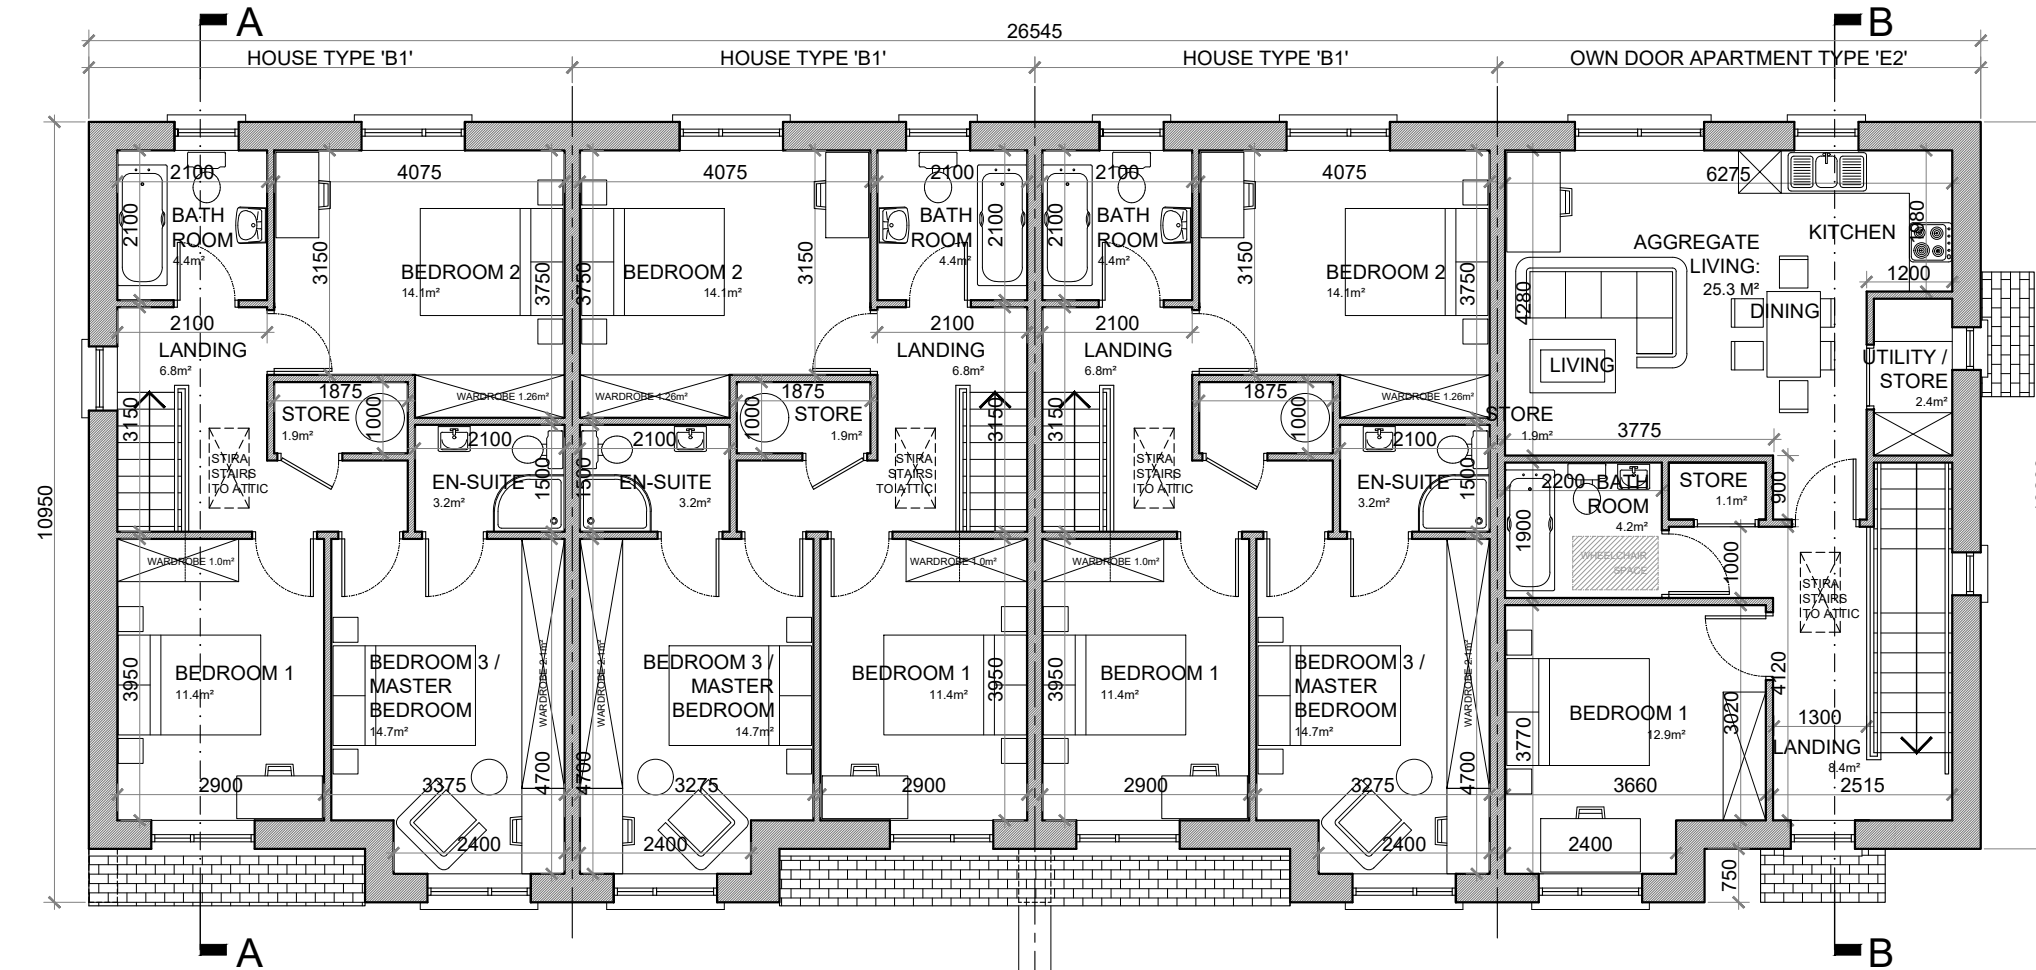 A
B
26545
HOUSE TYPE 'B1'
HOUSE TYPE 'B1'
HOUSE TYPE 'B1'
OWN DOOR APARTMENT TYPE 'E2'
10950
2100
2100
BATH
ROOM
4.4m²
4075
3150
BEDROOM 2
14.1m²
3750
2100
LANDING
6.8m²
3150
STIRA
STAIRS
TO ATTIC
1875
STORE
1.9m²
1000
WARDROBE 1.26m²
2100
EN-SUITE
3.2m²
1500
WARDROBE 1.0m²
3950
BEDROOM 1
11.4m²
2900
BEDROOM 3 /
MASTER
BEDROOM
14.7m²
WARDROBE 2.1m²
3375
4700
2400
4075
3750
BEDROOM 2
14.1m²
3150
2100
2100
BATH
ROOM
4.4m²
2100
LANDING
6.8m²
3150
STIRA
STAIRS
TO ATTIC
WARDROBE 1.26m²
1875
1000
STORE
1.9m²
2100
1500
EN-SUITE
3.2m²
WARDROBE 2.1m²
BEDROOM 3 /
MASTER
BEDROOM
14.7m²
4700
3275
2400
WARDROBE 1.0m²
BEDROOM 1
11.4m²
3950
2900
2100
2100
BATH
ROOM
4.4m²
4075
3150
BEDROOM 2
14.1m²
3750
2100
LANDING
6.8m²
3150
STIRA
STAIRS
TO ATTIC
1875
1000
WARDROBE 1.26m²
STORE
1.9m²
2100
EN-SUITE
3.2m²
1500
WARDROBE 1.0m²
3950
BEDROOM 1
11.4m²
2900
BEDROOM 3 /
MASTER
BEDROOM
14.7m²
WARDROBE 2.1m²
3275
4700
2400
6275
KITCHEN
1980
1200
AGGREGATE
LIVING:
25.3 M²
4280
DINING
LIVING
UTILITY /
STORE
2.4m²
3775
2200
BATH
ROOM
4.2m²
1900
WHEELCHAIR
SPACE
STORE
1.1m²
900
1000
STIRA
STAIRS
TO ATTIC
4120
BEDROOM 1
12.9m²
3770
3020
1300
LANDING
8.4m²
3660
2515
2400
750
A
B